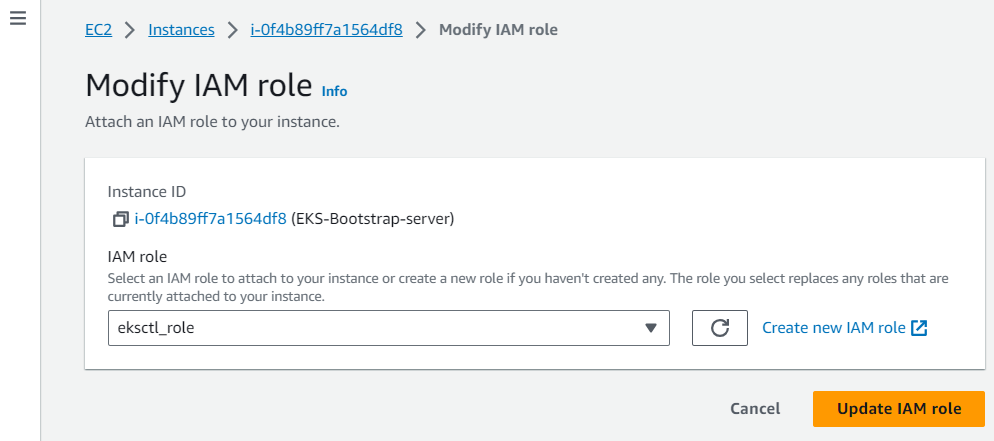 EC2 > Instances > i-0f4b89ff7a1564df8 > Modify IAM role
Modify IAM role Info
Attach an IAM role to your instance.
Instance ID
i-0f4b89ff7a1564df8 (EKS-Bootstrap-server)
IAM role
Select an IAM role to attach to your instance or create a new role if you haven't created any. The role you select replaces any roles that are
currently attached to your instance.
eksctl_role Create new IAM role
Cancel Update IAM role